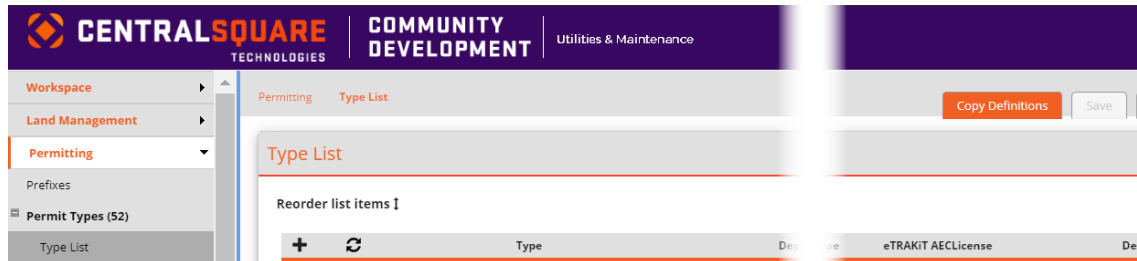 CENTRALSQUARE
TECHNOLOGIES
COMMUNITY
DEVELOPMENT
Utilities & Maintenance
Workspace
Land Management
Permitting
Prefixes
Permit Types (52)
Type List
Permitting Type List
Copy Definitions Save
Type List
Reorder list items
Type eTRAKiT AECLicense